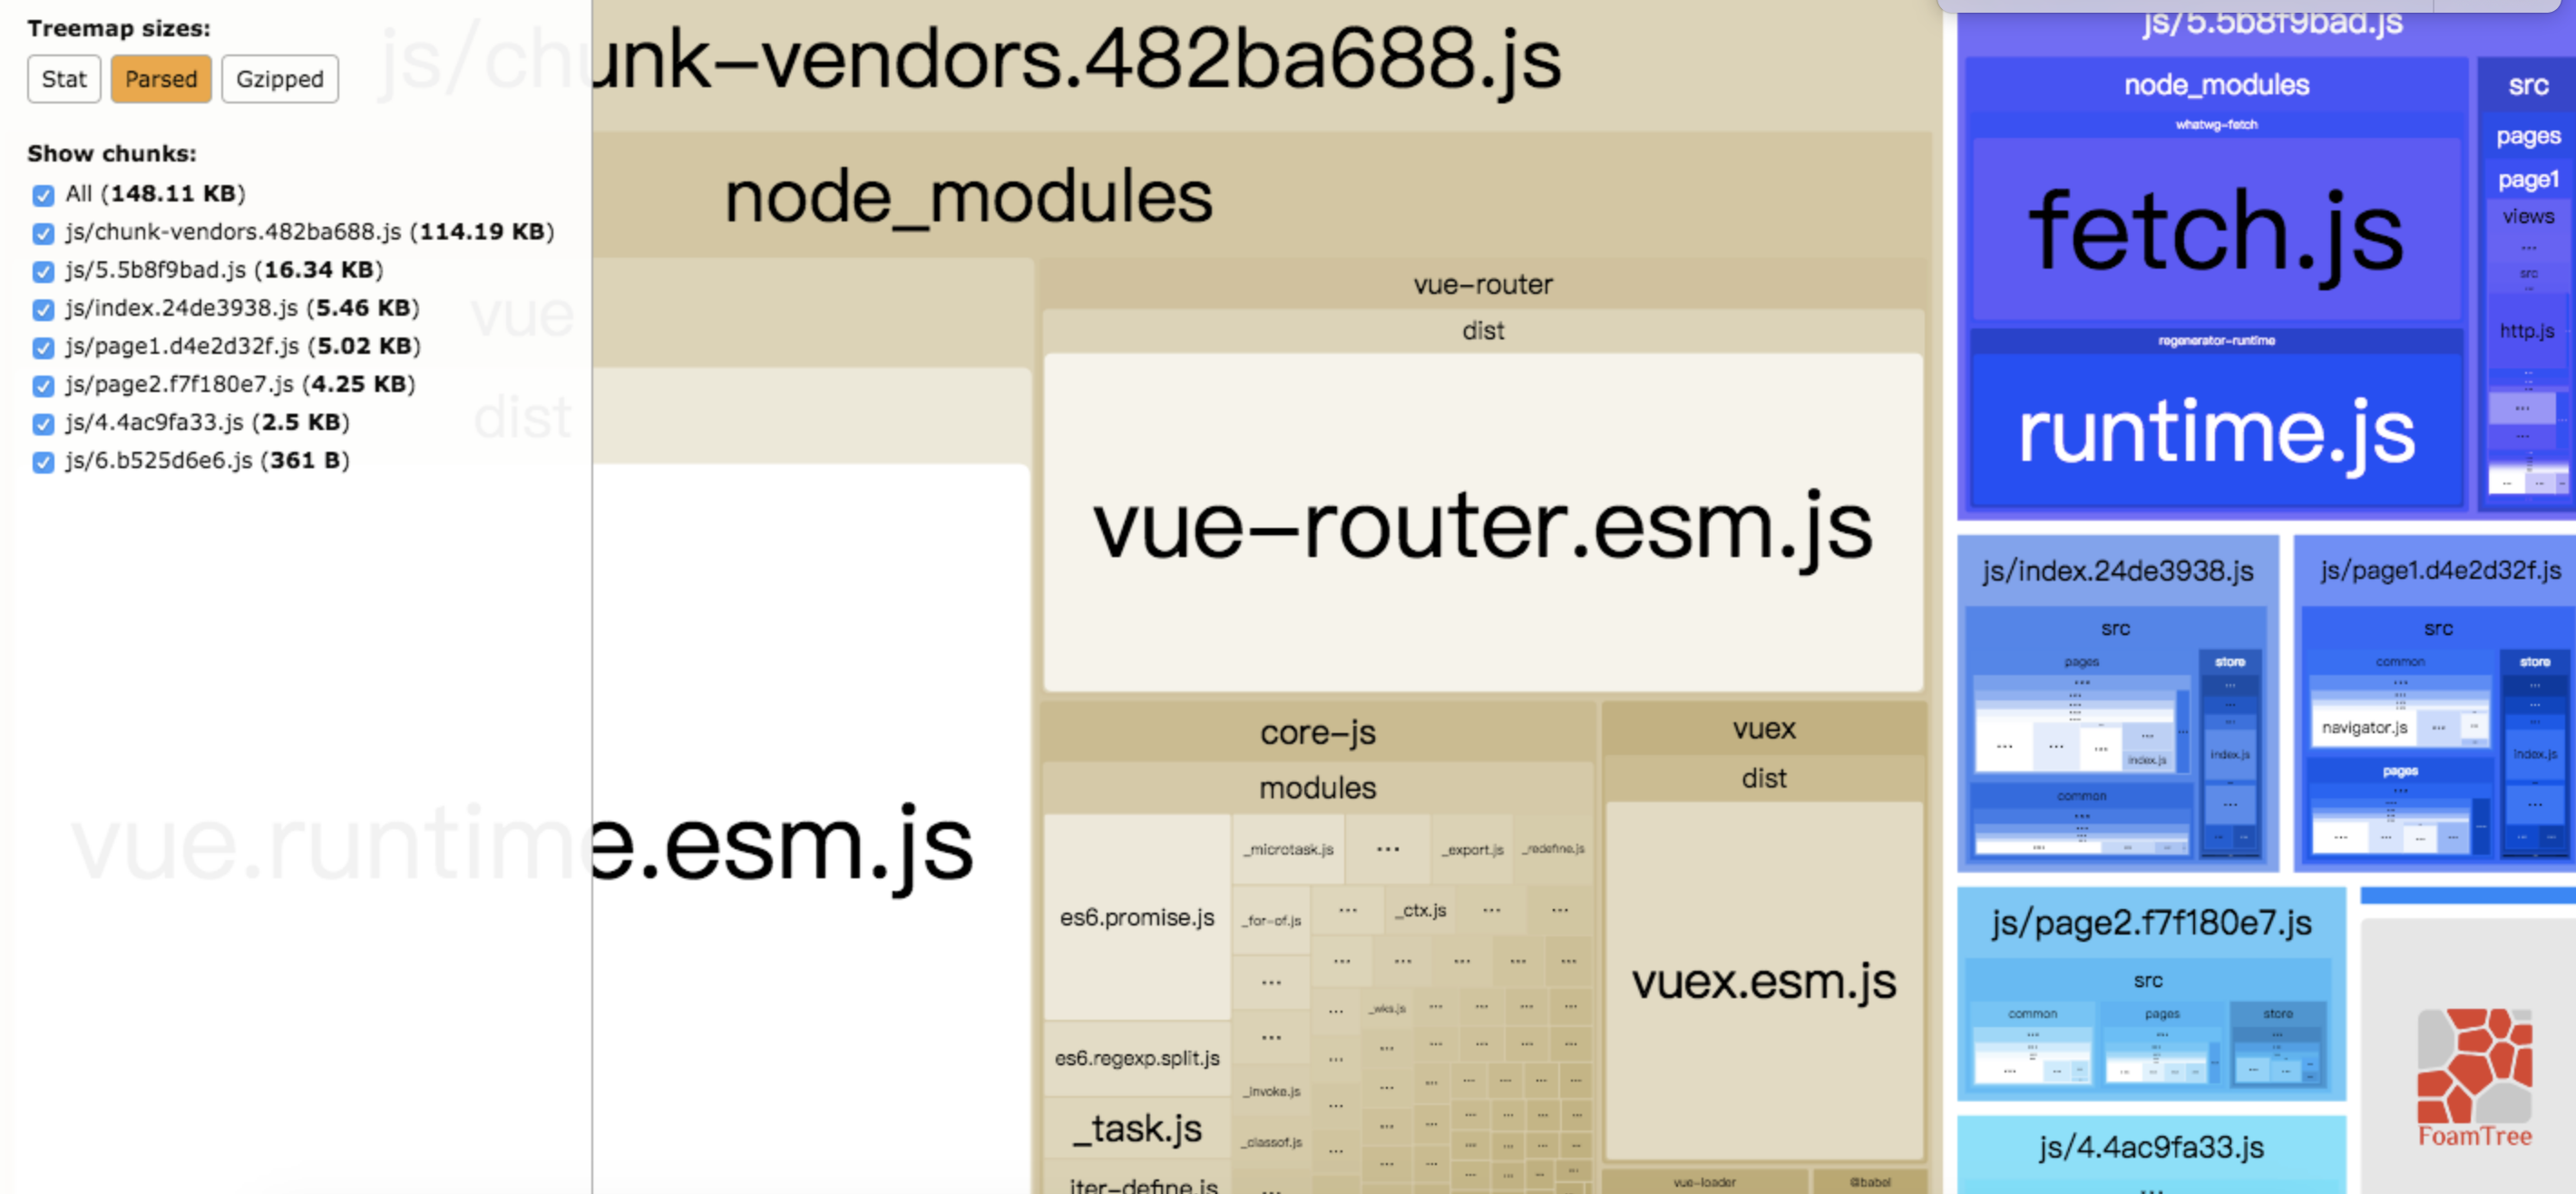 Treemap sizes:
Stat
Parsed
Gzipped
Show chunks:
All (148.11 KB)
js/chunk-vendors.482ba688.js (114.19 KB)
js/5.5b8f9bad.js (16.34 KB)
js/index.24de3938.js (5.46 KB)
js/page1.d4e2d32f.js (5.02 KB)
js/page2.f7f180e7.js (4.25 KB)
js/4.4ac9fa33.js (2.5 KB)
js/6.b525d6e6.js (361 B)
js/chunk-vendors.482ba688.js
node_modules
vue
dist
vue.runtime.esm.js
vue-router
dist
vue-router.esm.js
core-js
modules
es6.promise.js
es6.regexp.split.js
_task.js
iter-define.js
_microtask.js
...
_export.js
_redefine.js
_for-of.js
...
_ctx.js
...
...
_wks.js
_invoke.js
_classof.js
vuex
dist
vuex.esm.js
vue-loader
@babel
js/5.5b8f9bad.js
node_modules
whatwg-fetch
fetch.js
regenerator-runtime
runtime.js
src
pages
page1
views
...
src
http.js
js/index.24de3938.js
src
pages
...
index.js
store
index.js
common
js/page1.d4e2d32f.js
src
common
navigator.js
store
index.js
pages
js/page2.f7f180e7.js
src
common
pages
store
js/4.4ac9fa33.js
FoamTree